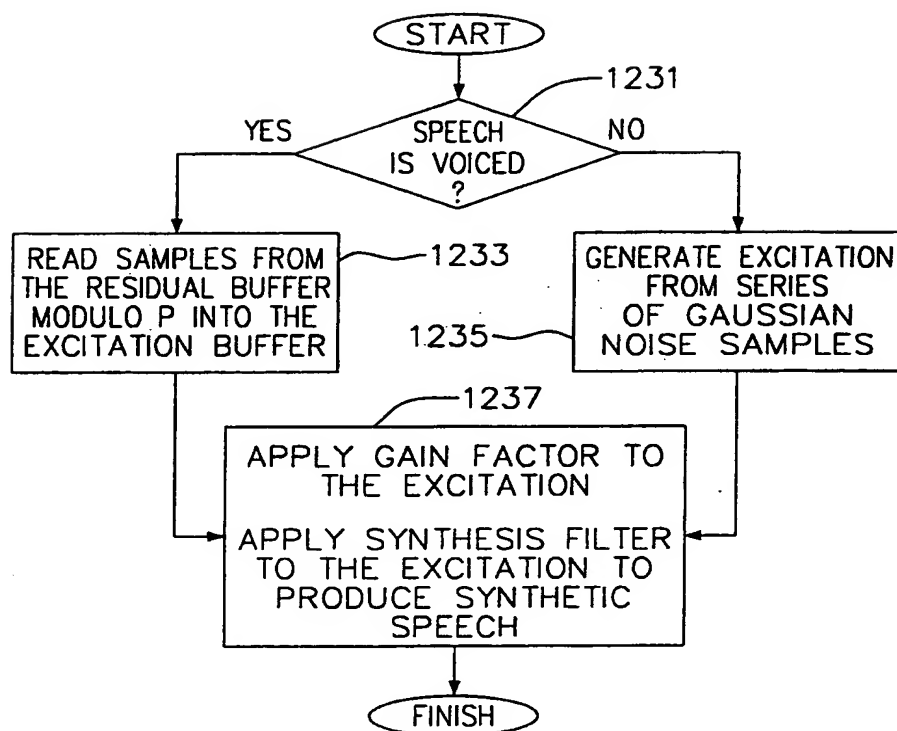 START
1231
YES
SPEECH
IS VOICED
?
NO
READ SAMPLES FROM
THE RESIDUAL BUFFER
MODULO P INTO THE
EXCITATION BUFFER
1233
GENERATE EXCITATION
FROM SERIES
OF GAUSSIAN
NOISE SAMPLES
1235
1237
APPLY GAIN FACTOR TO
THE EXCITATION
APPLY SYNTHESIS FILTER
TO THE EXCITATION TO
PRODUCE SYNTHETIC
SPEECH
FINISH